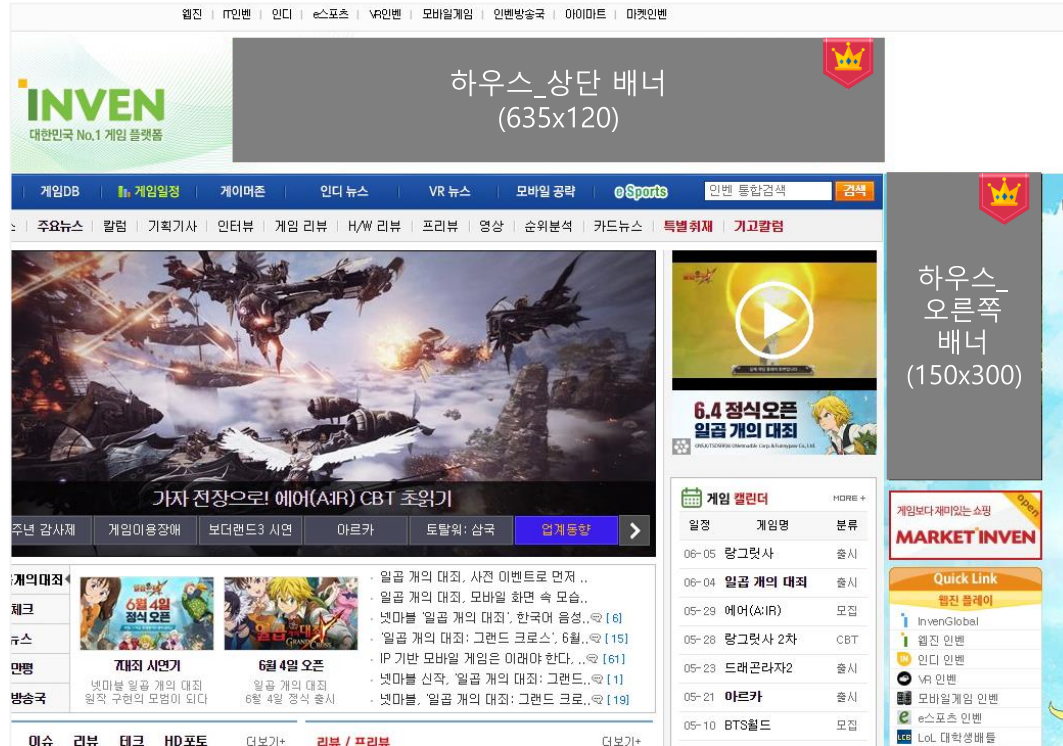 웹진 | IT인벤 | 인디 | e스포츠 | VR인벤 | 모바일게임 | 인벤방송국 | 아이마트 | 마켓인벤
INVEN
대한민국 No.1 게임 플랫폼
하우스_상단 배너
(635x120)
게임DB | 게임일정 | 게이머존 | 인디 뉴스 | VR 뉴스 | 모바일 공략 | eSports
인벤 통합검색 검색
주요뉴스 | 칼럼 | 기획기사 | 인터뷰 | 게임 리뷰 | H/W 리뷰 | 프리뷰 | 영상 | 순위분석 | 카드뉴스 | 특별취재 | 기고칼럼
가자 전장으로! 에어(A:IR) CBT 초읽기
주년 감사제 게임이용장애 보더랜드3 시연 아르카 토탈워: 삼국 업계동향
6.4 정식오픈
일곱 개의 대죄
하우스_
오른쪽
배너
(150x300)
게임 캘린더 MORE +
일정 게임명 분류
06-05 랑그릿사 출시
06-04 일곱 개의 대죄 출시
05-29 에어(A:IR) 모집
05-28 랑그릿사 2차 CBT
05-23 드래곤라자2 출시
05-21 아르카 출시
05-10 BTS월드 모집
게임보다 재미있는 쇼핑
open
MARKET INVEN
Quick Link
웹진 플레이
InvenGlobal
웹진 인벤
인디 인벤
VR 인벤
모바일게임 인벤
e스포츠 인벤
LoL 대학생배틀
개의 대죄
체크
뉴스
만평
방송국
6월 4일
정식 오픈
7대죄 시연기
넷마블 일곱 개의 대죄
원작 구현의 모범이 되다
일곱개의대죄
GRAND CROSS
6월 4일 오픈
일곱 개의 대죄
6월 4일 정식 출시
· 일곱 개의 대죄, 사전 이벤트로 먼저 ..
· 일곱 개의 대죄, 모바일 화면 속 모습..
· 넷마블 '일곱 개의 대죄', 한국어 음성.. [6]
· '일곱 개의 대죄: 그랜드 크로스', 6월.. [15]
· IP 기반 모바일 게임은 이래야 한다, .. [61]
· 넷마블 신작, '일곱 개의 대죄: 그랜드.. [1]
· 넷마블, '일곱 개의 대죄: 그랜드 크로.. [19]
이슈 리뷰 테크 HD포토 더보기+
리뷰 / 프리뷰 더보기+